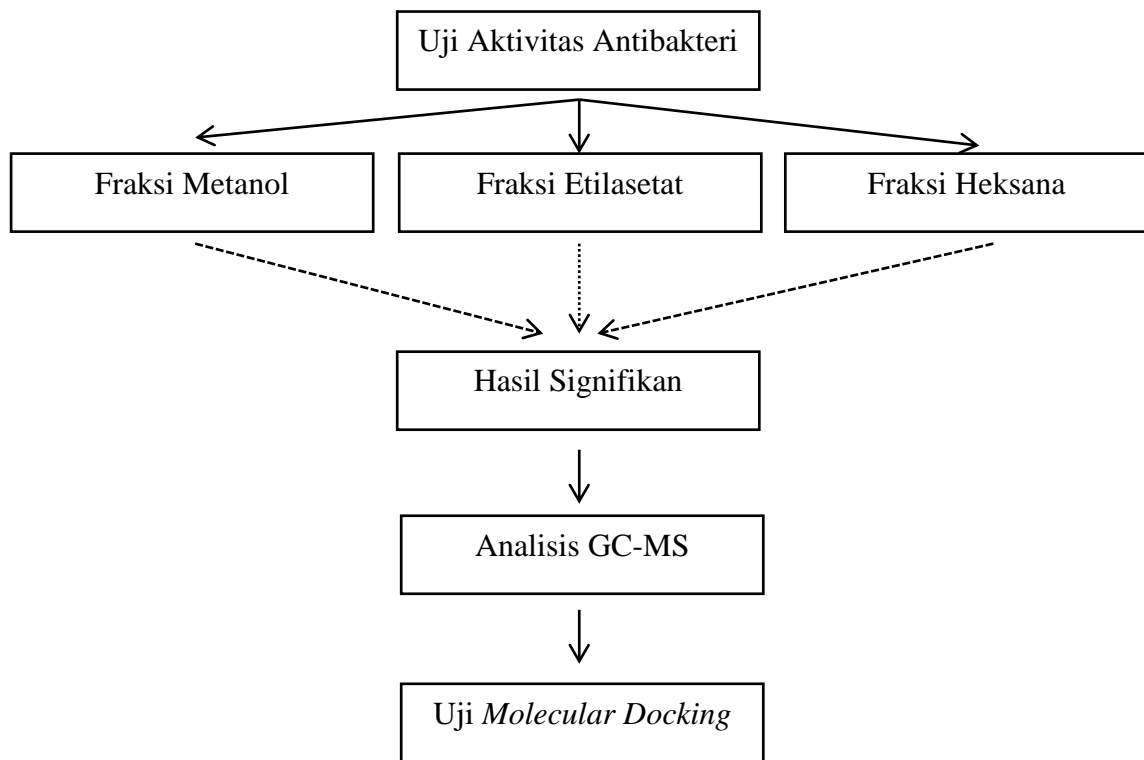 Uji Aktivitas Antibakteri
Fraksi Metanol
Fraksi Etilasetat
Fraksi Heksana
Hasil Signifikan
Analisis GC-MS
Uji Molecular Docking